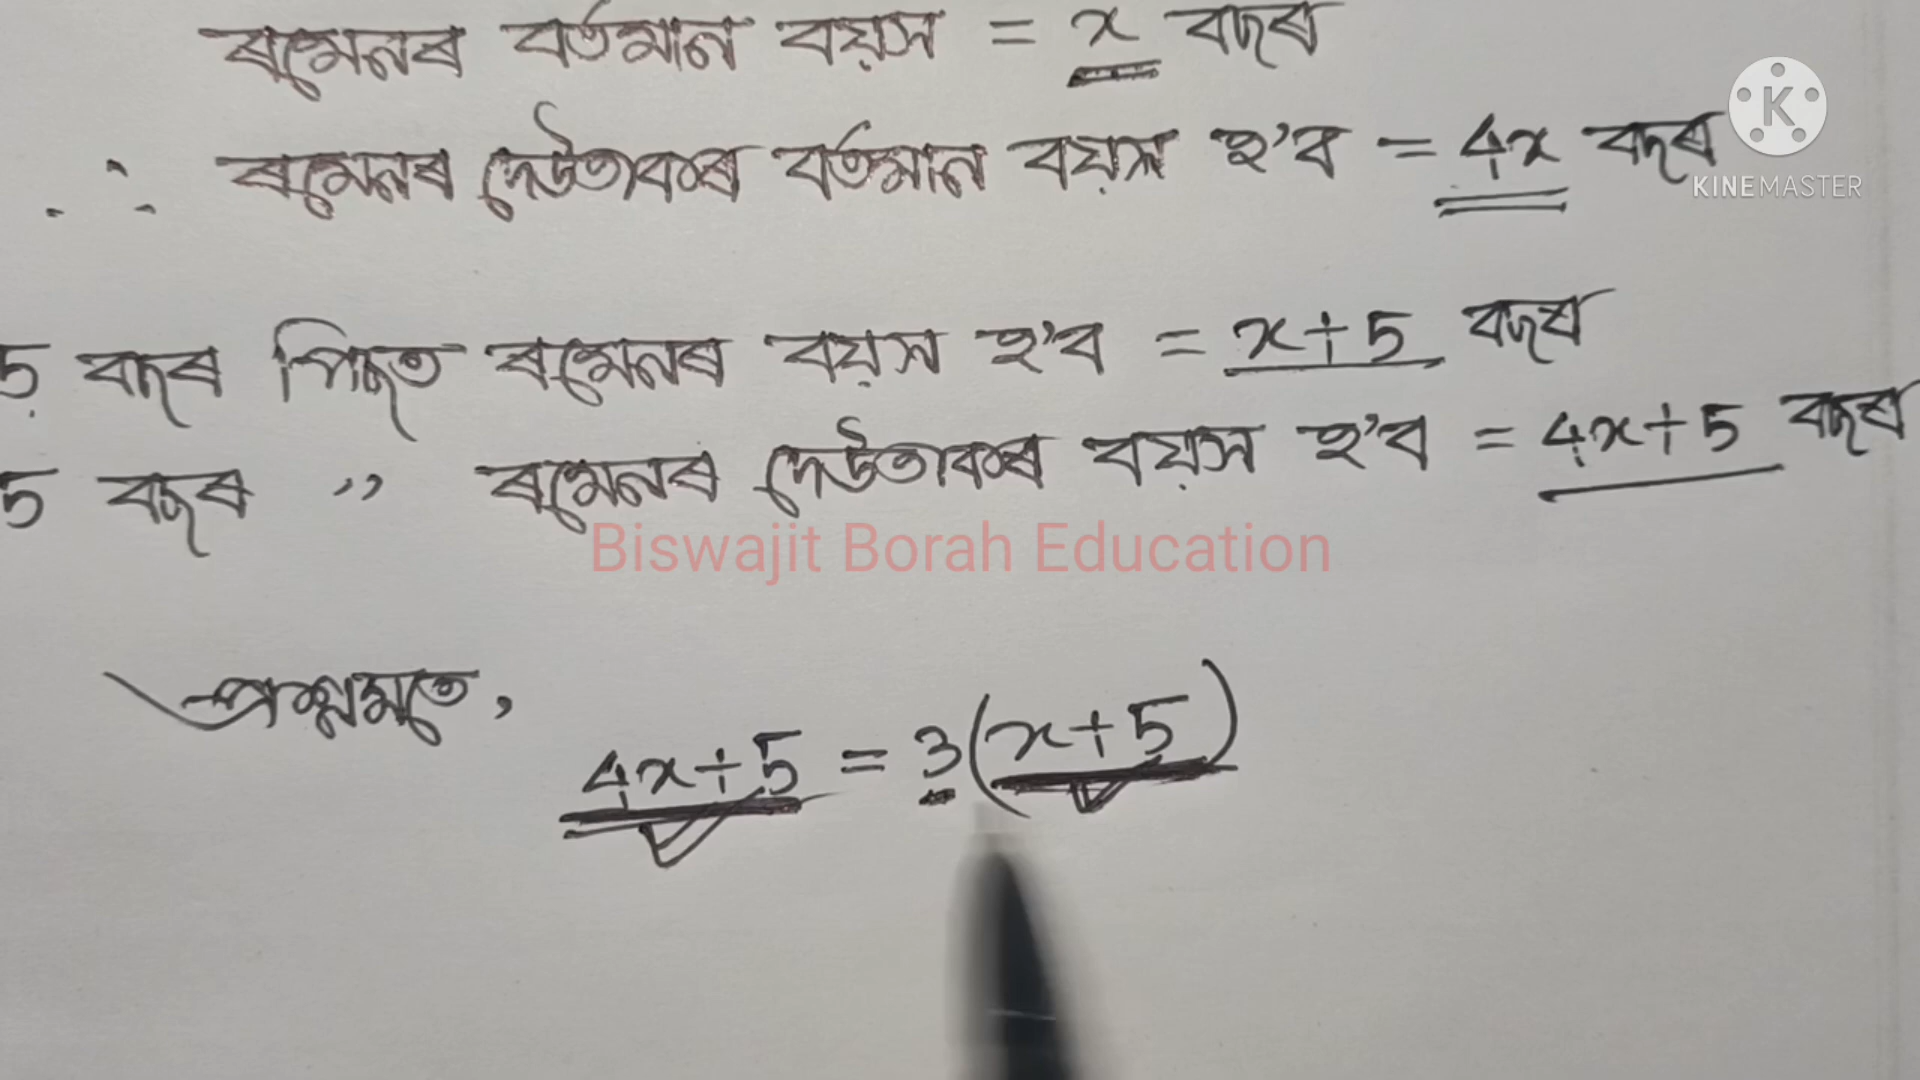 ৰমেনৰ বৰ্তমান বয়স = x বছৰ
∴ ৰমেনৰ দেউতাকৰ বৰ্তমান বয়স হ'ব = 4x বছৰ
K
KINEMASTER
5 বছৰ পিছত ৰমেনৰ বয়স হ'ব = x+5 বছৰ
5 বছৰ " ৰমেনৰ দেউতাকৰ বয়স হ'ব = 4x+5 বছৰ
Biswajit Borah Education
প্ৰশ্নমতে,
4x+5 = 3(x+5)